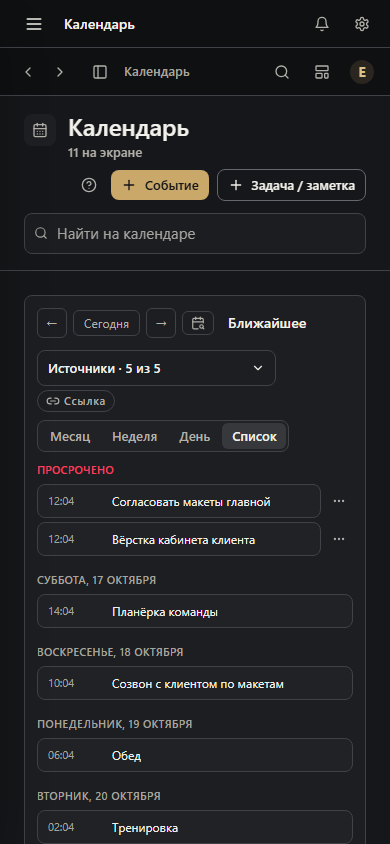 Календарь
Календарь
E
Календарь
11 на экране
Событие
Задача / заметка
Найти на календаре
Сегодня
Ближайшее
Источники · 5 из 5
Ссылка
Месяц Неделя День Список
ПРОСРОЧЕНО
12:04 Согласовать макеты главной
12:04 Вёрстка кабинета клиента
СУББОТА, 17 ОКТЯБРЯ
14:04 Планёрка команды
ВОСКРЕСЕНЬЕ, 18 ОКТЯБРЯ
10:04 Созвон с клиентом по макетам
ПОНЕДЕЛЬНИК, 19 ОКТЯБРЯ
06:04 Обед
ВТОРНИК, 20 ОКТЯБРЯ
02:04 Тренировка